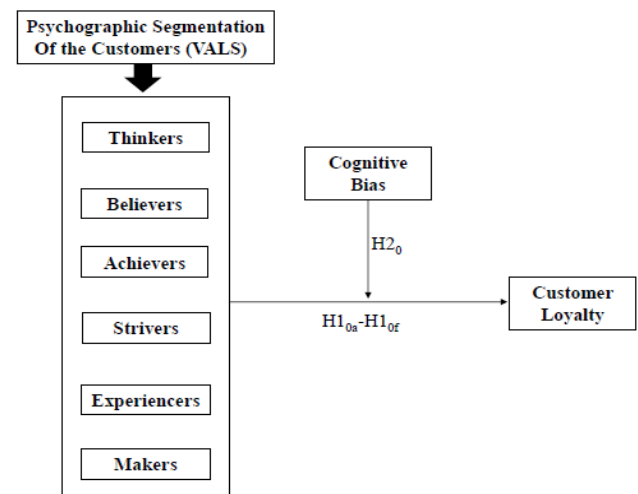 Psychographic Segmentation
Of the Customers (VALS)
Thinkers
Believers
Achievers
Strivers
Experiencers
Makers
Cognitive
Bias
H2₀
H1₀ₐ-H1₀f
Customer
Loyalty